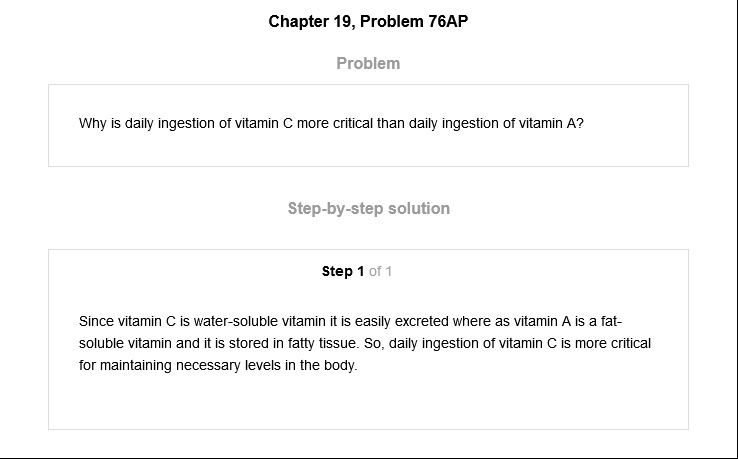 Chapter 19, Problem 76AP
Problem
Why is daily ingestion of vitamin C more critical than daily ingestion of vitamin A?
Step-by-step solution
Step 1 of 1
Since vitamin C is water-soluble vitamin it is easily excreted where as vitamin A is a fat-
soluble vitamin and it is stored in fatty tissue. So, daily ingestion of vitamin C is more critical
for maintaining necessary levels in the body.